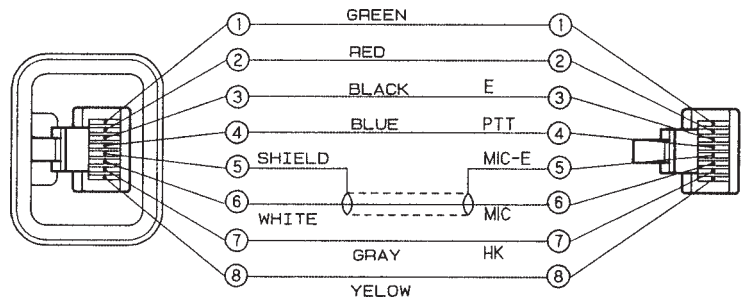 1 GREEN 1
2 RED 2
3 BLACK E 3
4 BLUE PTT 4
5 SHIELD MIC-E 5
6 WHITE MIC 6
7 GRAY HK 7
8 YELOW 8